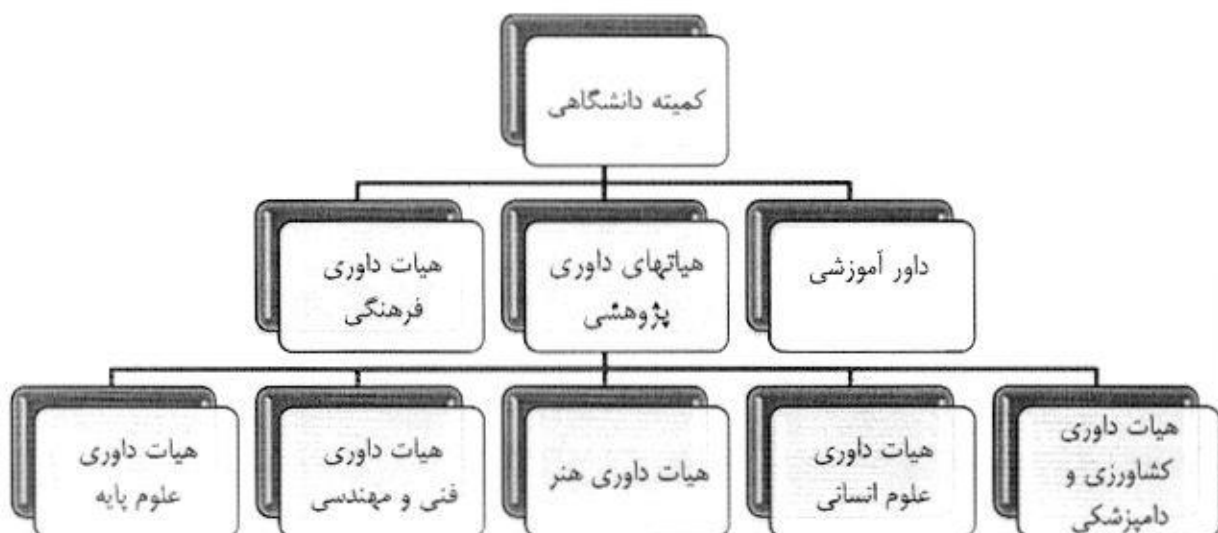 کمیته دانشگاهی
داور آموزشی
هیاتهای داوری
پژوهشی
هیات داوری
فرهنگی
هیات داوری
کشاورزی و
دامپزشکی
هیات داوری
علوم انسانی
هیات داوری هنر
هیات داوری
فنی و مهندسی
هیات داوری
علوم پایه